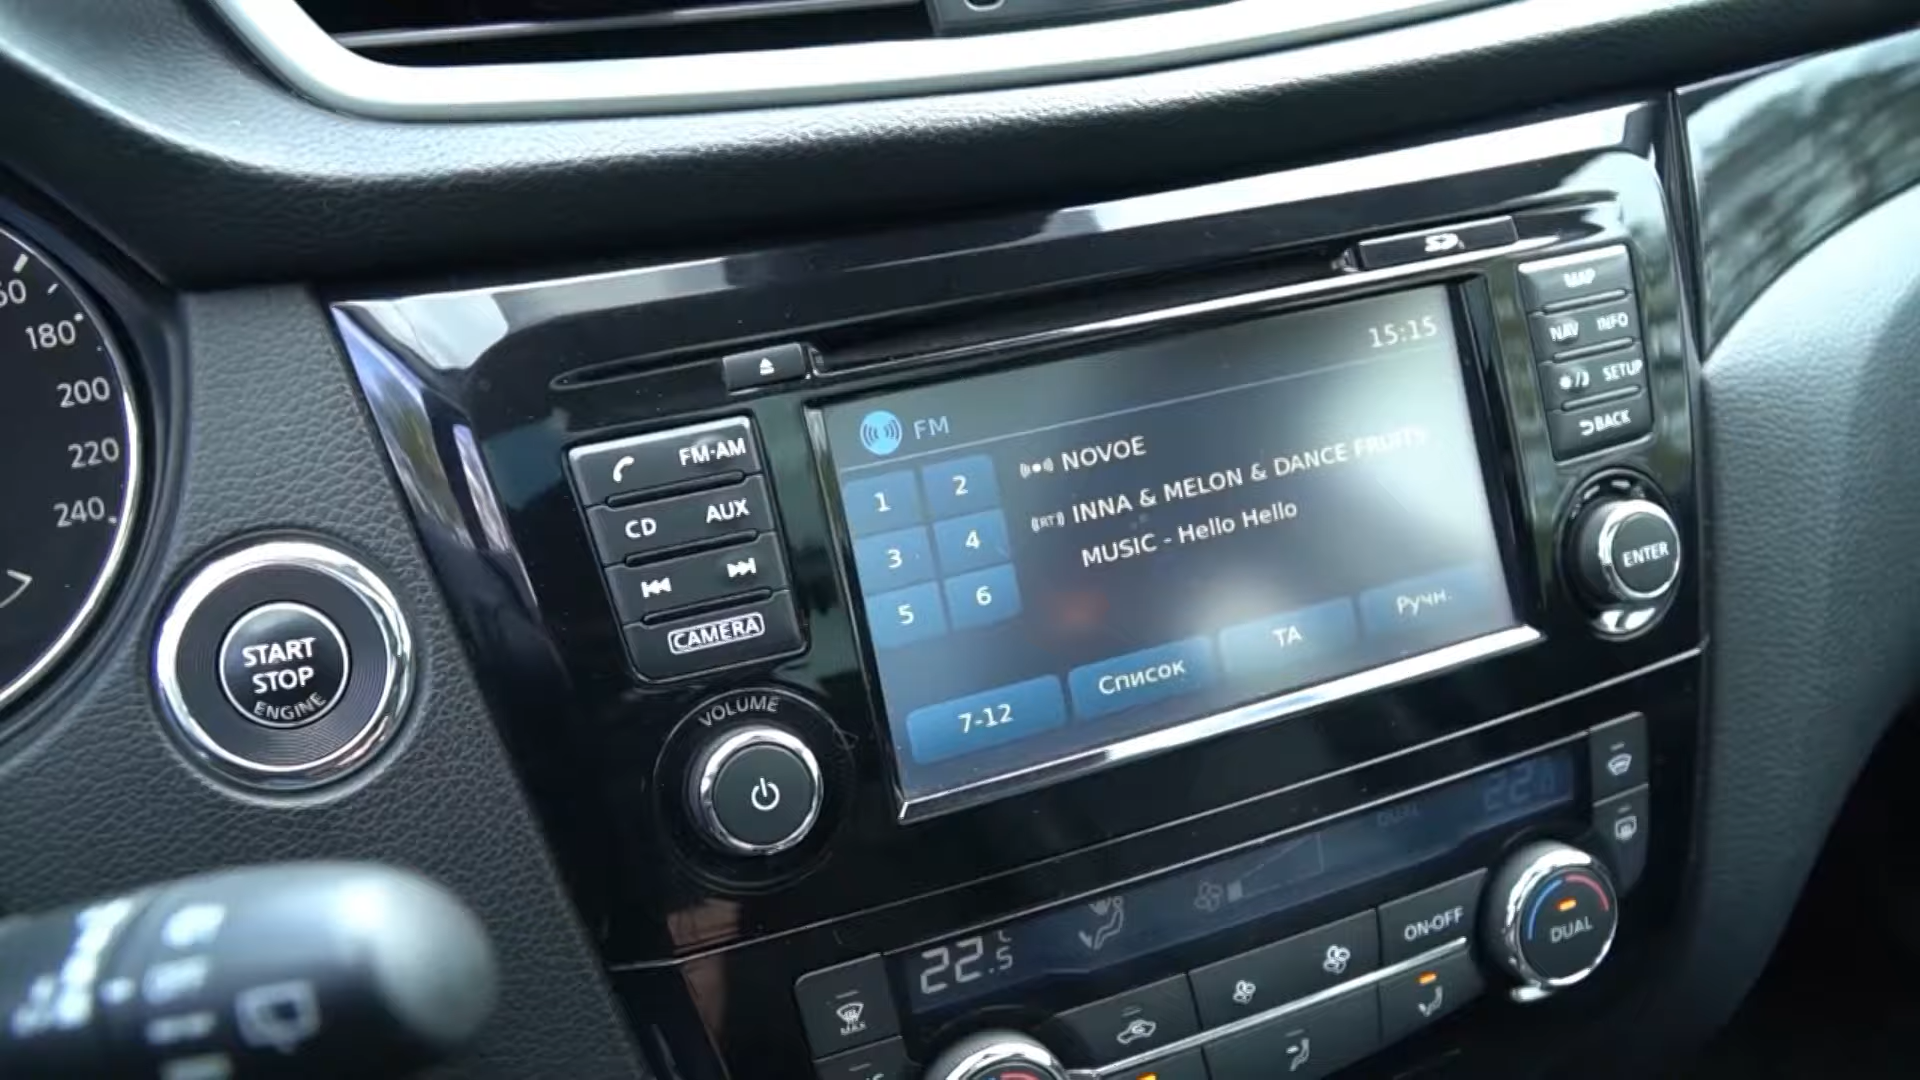 180
200
220
240
START
STOP
ENGINE
FM-AM
CD
AUX
CAMERA
VOLUME
15:15
FM
NOVOE
INNA & MELON & DANCE FRUITS
MUSIC - Hello Hello
1
2
3
4
5
6
7-12
Список
TA
Ручн.
MAP
NAV
INFO
SETUP
BACK
ENTER
22.5
DUAL
ON-OFF
DUAL
MAX